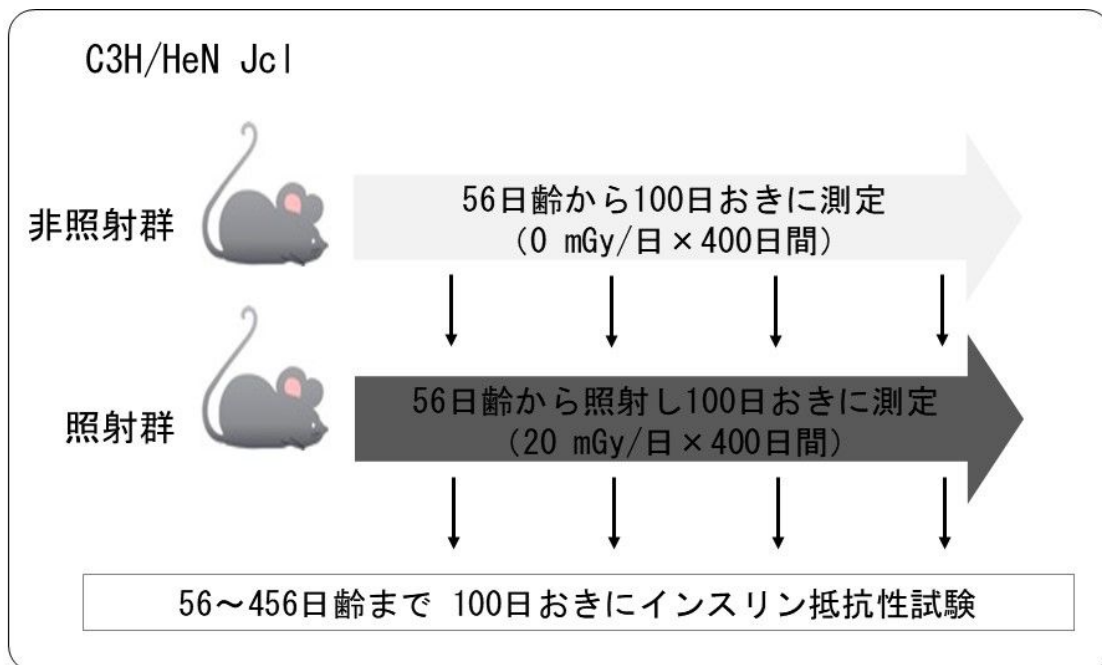 C3H/HeN Jcl
非照射群
56日齢から100日おきに測定
(0 mGy/日×400日間)
照射群
56日齢から照射し100日おきに測定
(20 mGy/日×400日間)
56～456日齢まで 100日おきにインスリン抵抗性試験